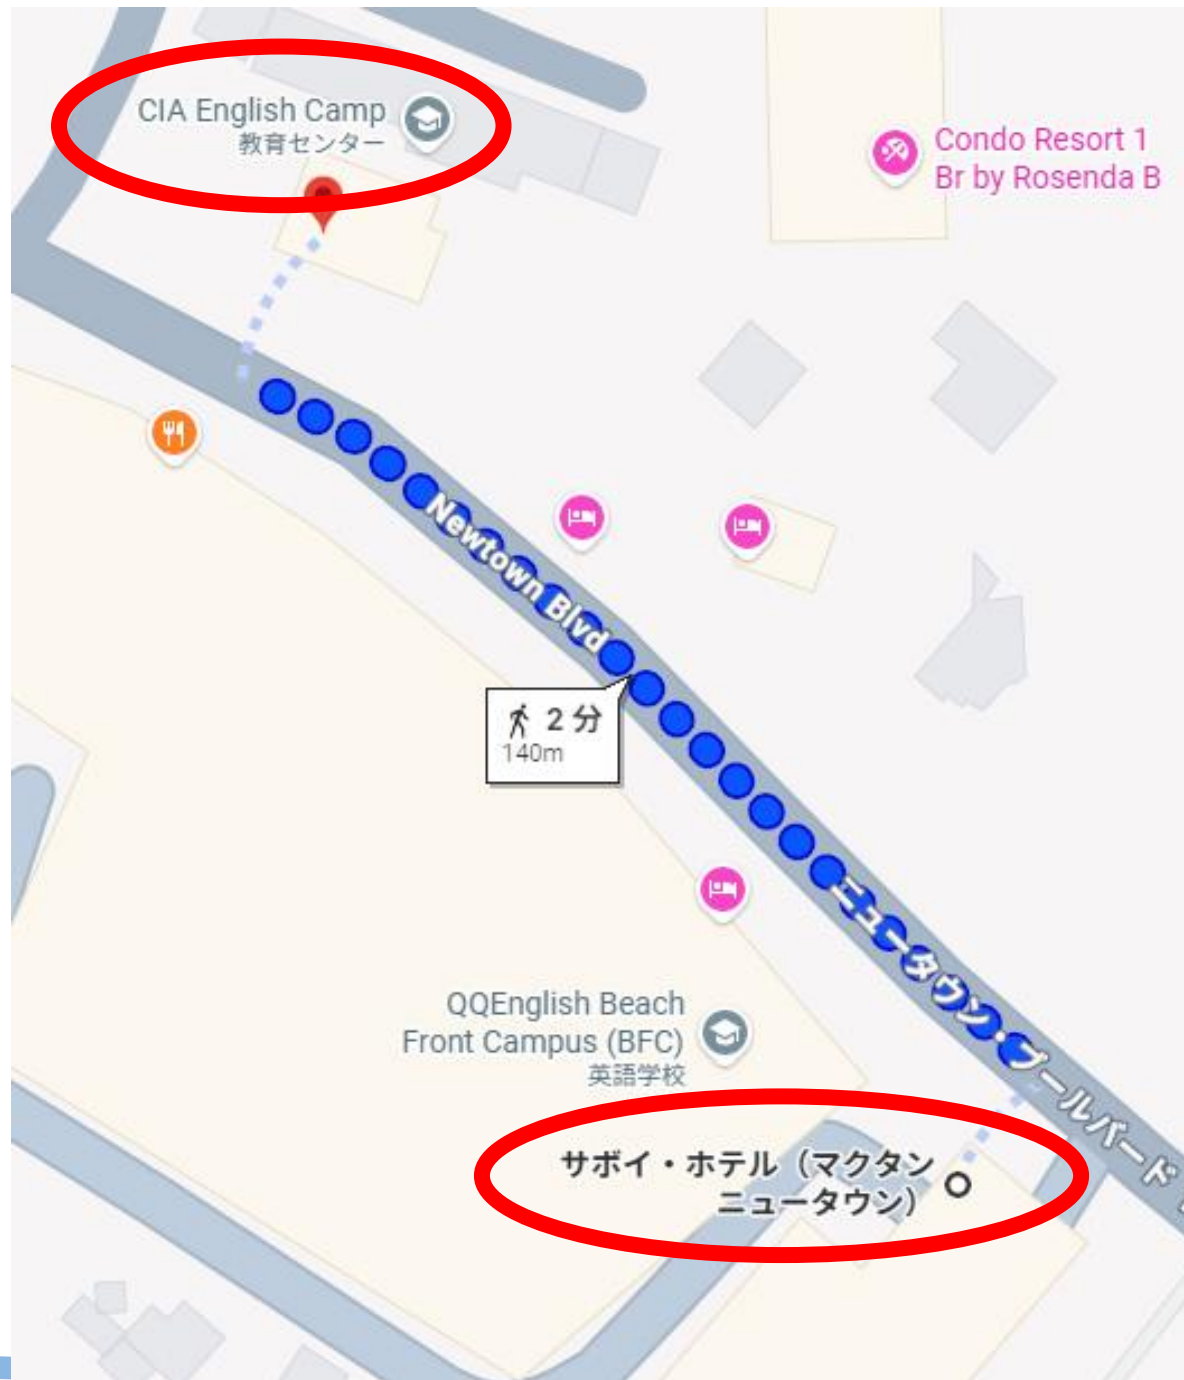 CIA English Camp
教育センター
Condo Resort 1
Br by Rosenda B
Newtown Blvd
2 分
140m
ニュータウン・ブールバード
QQEnglish Beach
Front Campus (BFC)
英語学校
サボイ・ホテル（マクタン
ニュータウン）